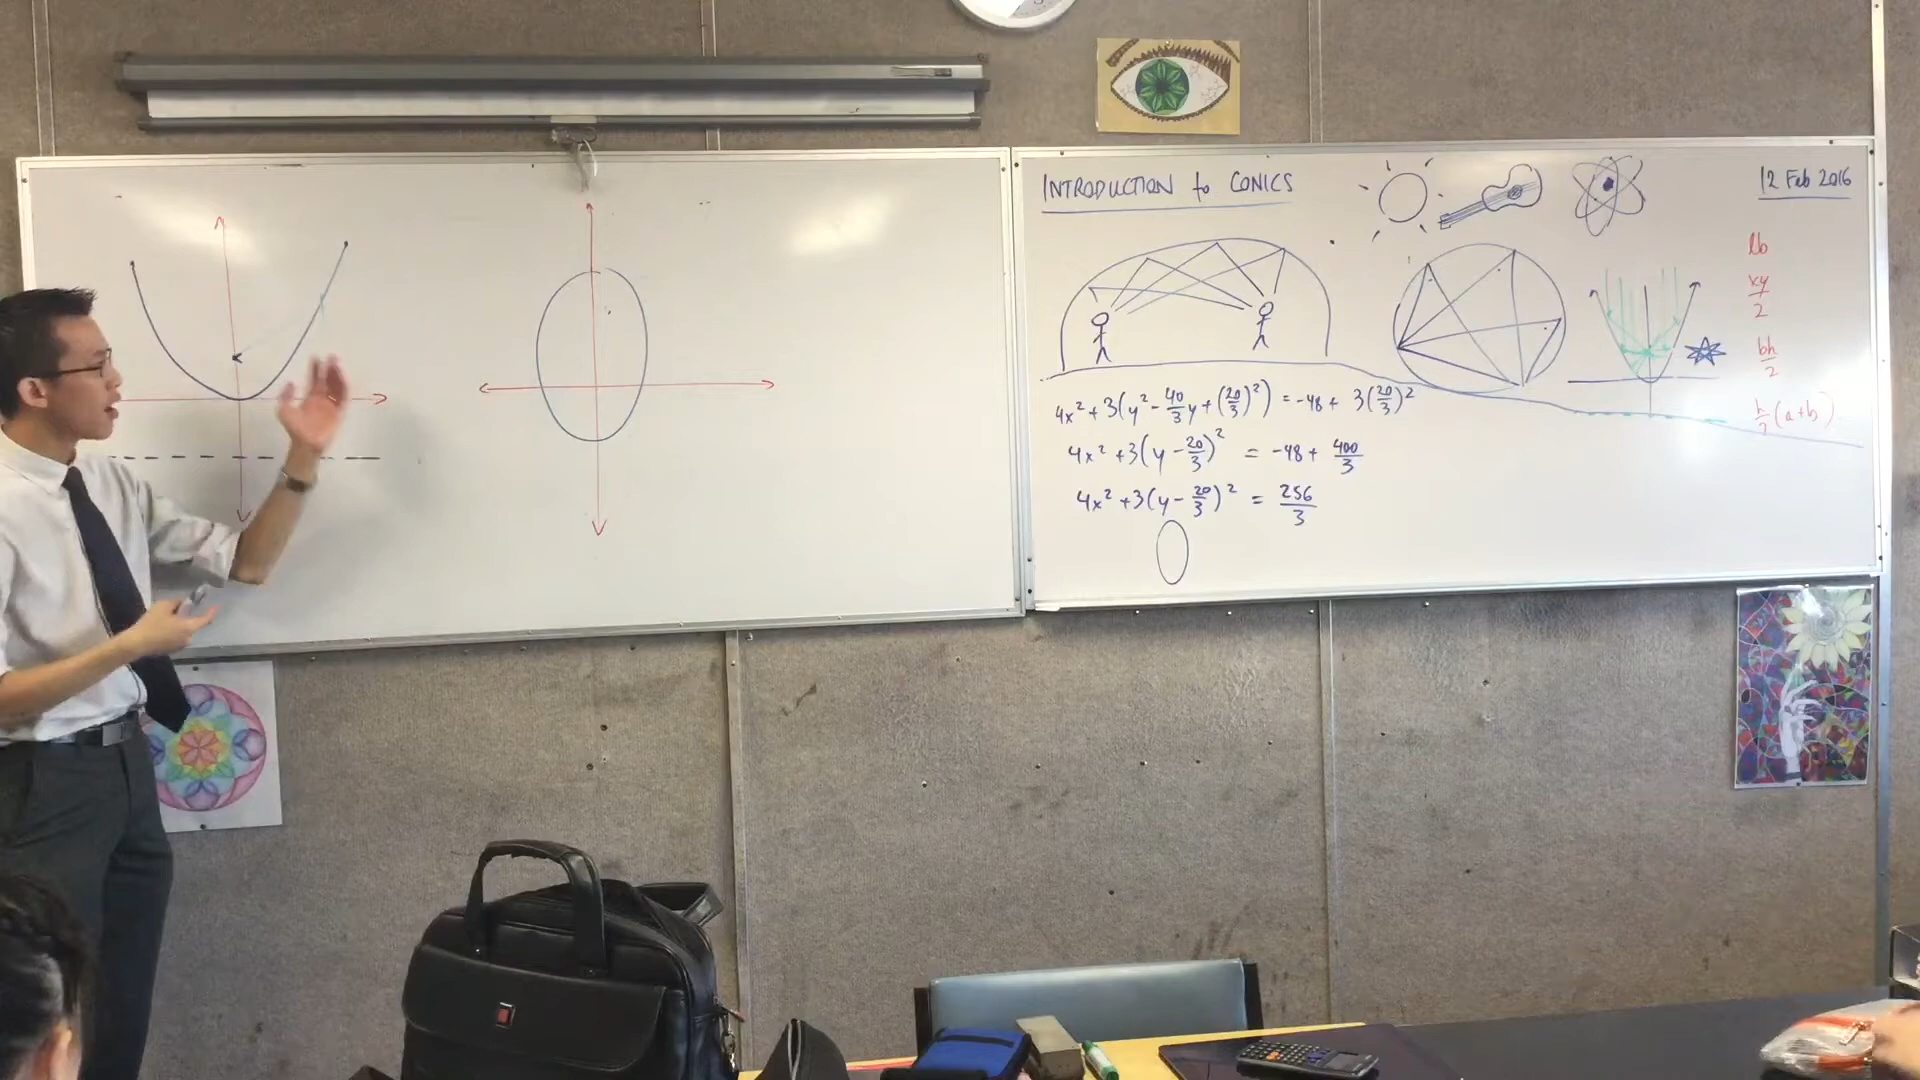 INTRODUCTION to CONICS
12 Feb 2016
lb
xy/2
bh/2
h/2 (a+b)
4x² + 3(y² - 40/3 y + (20/3)²) = -48 + 3(20/3)²
4x² + 3(y - 20/3)² = -48 + 400/3
4x² + 3(y - 20/3)² = 256/3